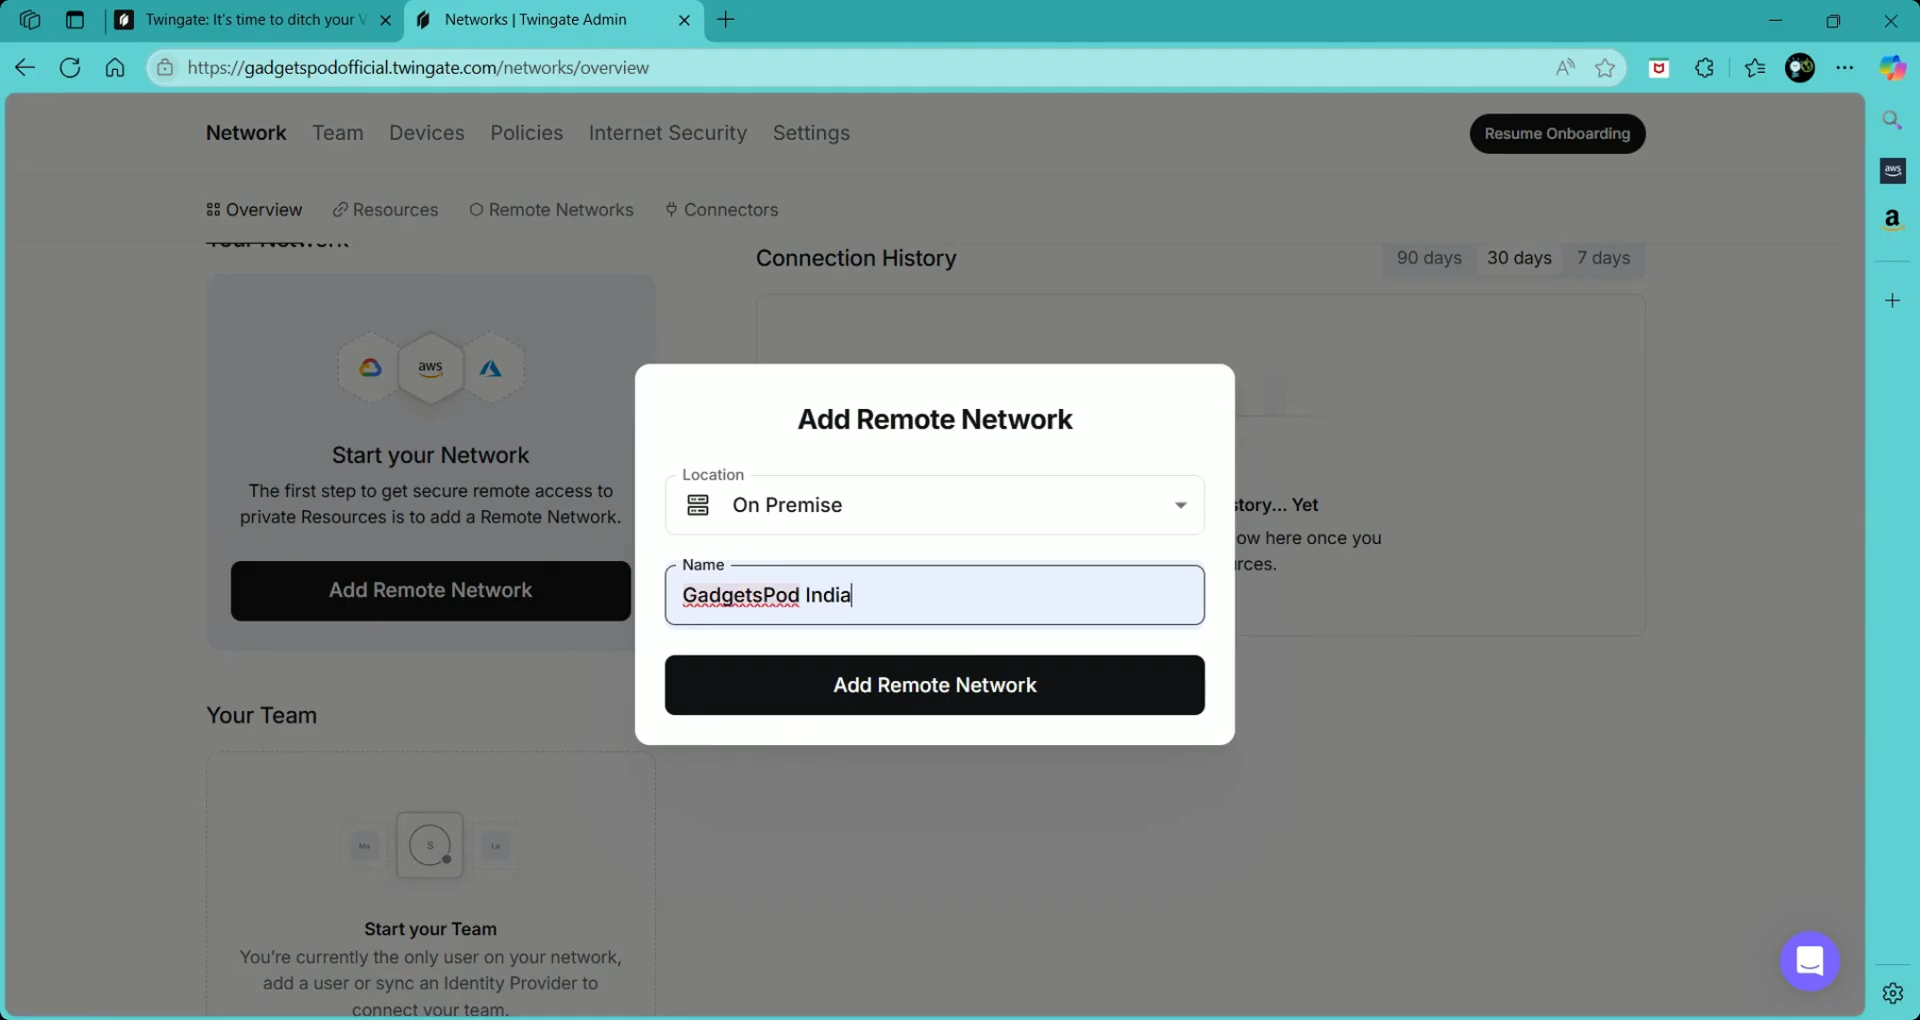 Twingate: It's time to ditch your V
Networks | Twingate Admin
https://gadgetspodofficial.twingate.com/networks/overview
Network Team Devices Policies Internet Security Settings
Resume Onboarding
Overview Resources Remote Networks Connectors
Connection History
90 days 30 days 7 days
aws
Start your Network
The first step to get secure remote access to
private Resources is to add a Remote Network.
Add Remote Network
Add Remote Network
Location
On Premise
Name
GadgetsPod India
Add Remote Network
story... Yet
ow here once you
rces.
Your Team
Ma
S
Le
Start your Team
You're currently the only user on your network,
add a user or sync an Identity Provider to
connect your team.
aws
a